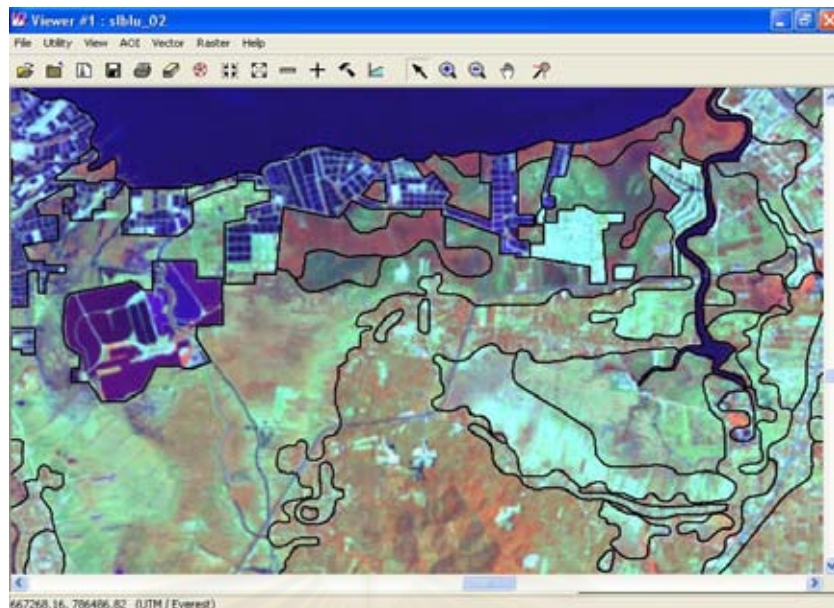 Viewer #1 : slblu_02
File Utility View AOI Vector Raster Help
667268.16, 786486.82 (UTM / Everest)